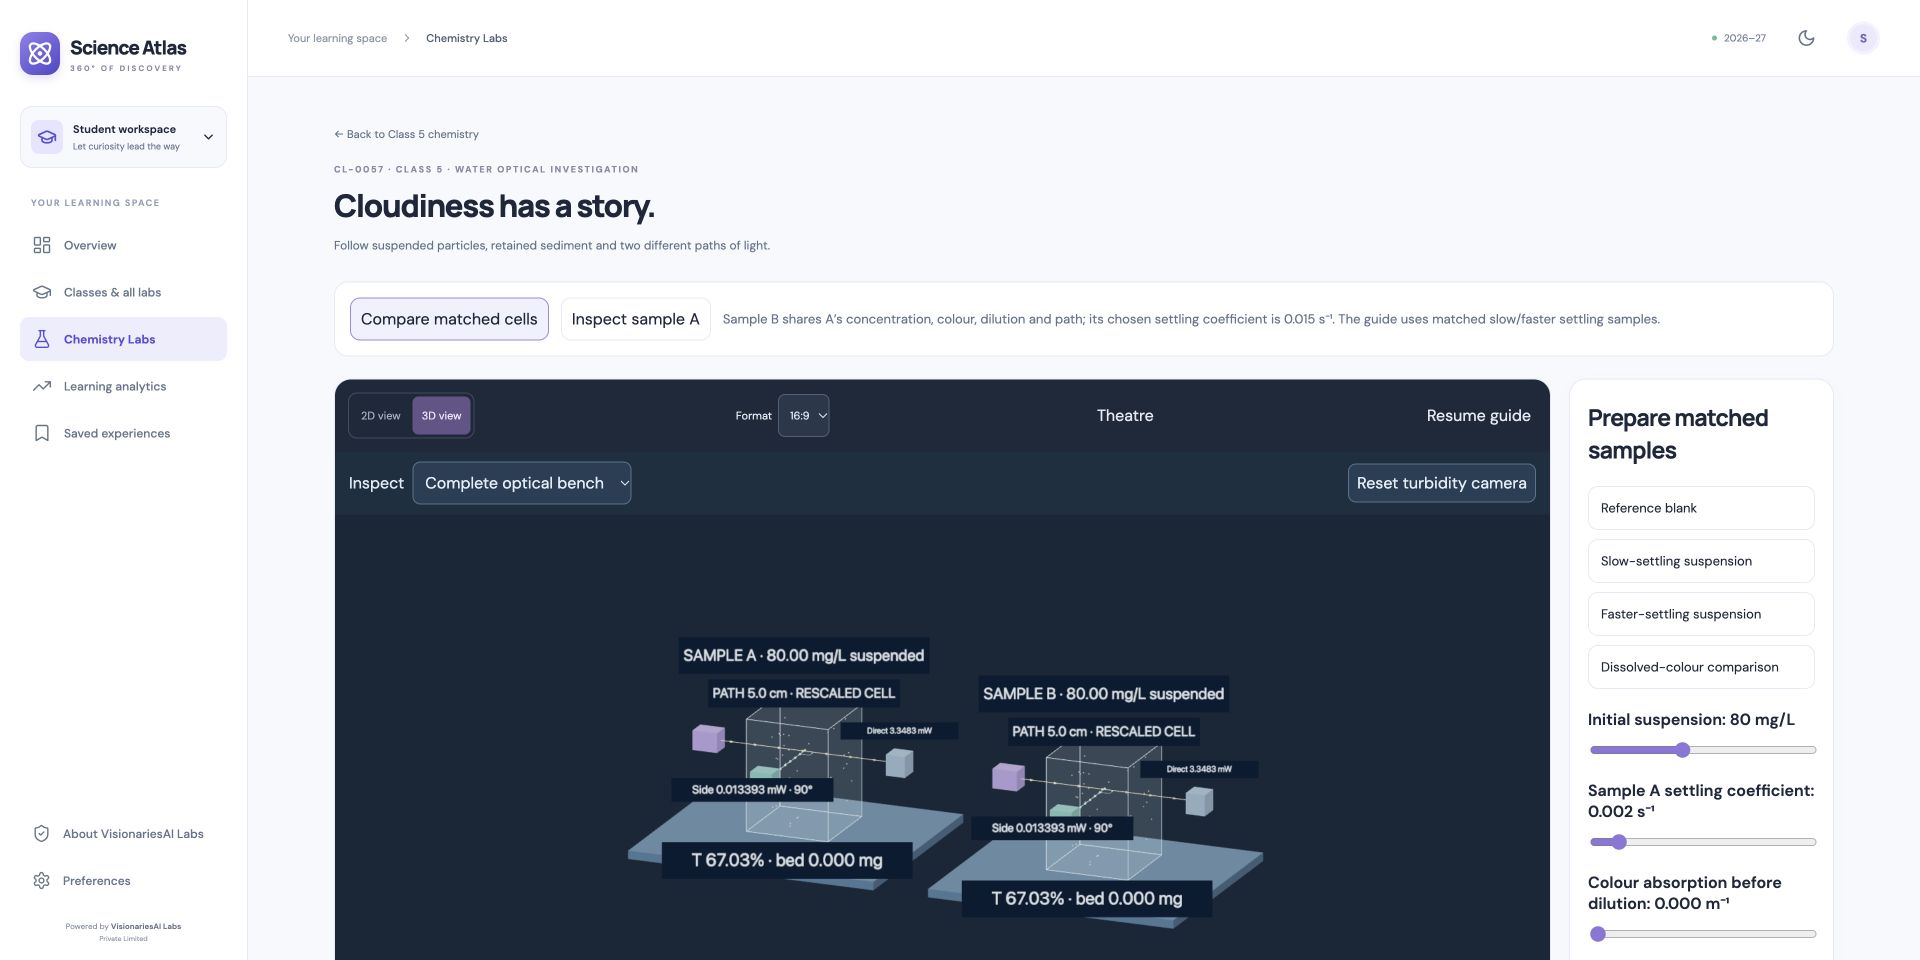 Science Atlas
360° OF DISCOVERY
Student workspace
Let curiosity lead the way
YOUR LEARNING SPACE
Overview
Classes & all labs
Chemistry Labs
Learning analytics
Saved experiences
About VisionariesAI Labs
Preferences
Powered by VisionariesAI Labs
Private Limited
Your learning space
Chemistry Labs
2026–27
S
← Back to Class 5 chemistry
CL-0057 · CLASS 5 · WATER OPTICAL INVESTIGATION
Cloudiness has a story.
Follow suspended particles, retained sediment and two different paths of light.
Compare matched cells
Inspect sample A
Sample B shares A's concentration, colour, dilution and path; its chosen settling coefficient is 0.015 s⁻¹. The guide uses matched slow/faster settling samples.
2D view
3D view
Format
16:9
Theatre
Resume guide
Inspect
Complete optical bench
Reset turbidity camera
SAMPLE A · 80.00 mg/L suspended
PATH 5.0 cm · RESCALED CELL
Direct 3.3483 mW
Side 0.013393 mW · 90°
T 67.03% · bed 0.000 mg
SAMPLE B · 80.00 mg/L suspended
PATH 5.0 cm · RESCALED CELL
Direct 3.3483 mW
Side 0.013393 mW · 90°
T 67.03% · bed 0.000 mg
Prepare matched
samples
Reference blank
Slow-settling suspension
Faster-settling suspension
Dissolved-colour comparison
Initial suspension: 80 mg/L
Sample A settling coefficient:
0.002 s⁻¹
Colour absorption before
dilution: 0.000 m⁻¹